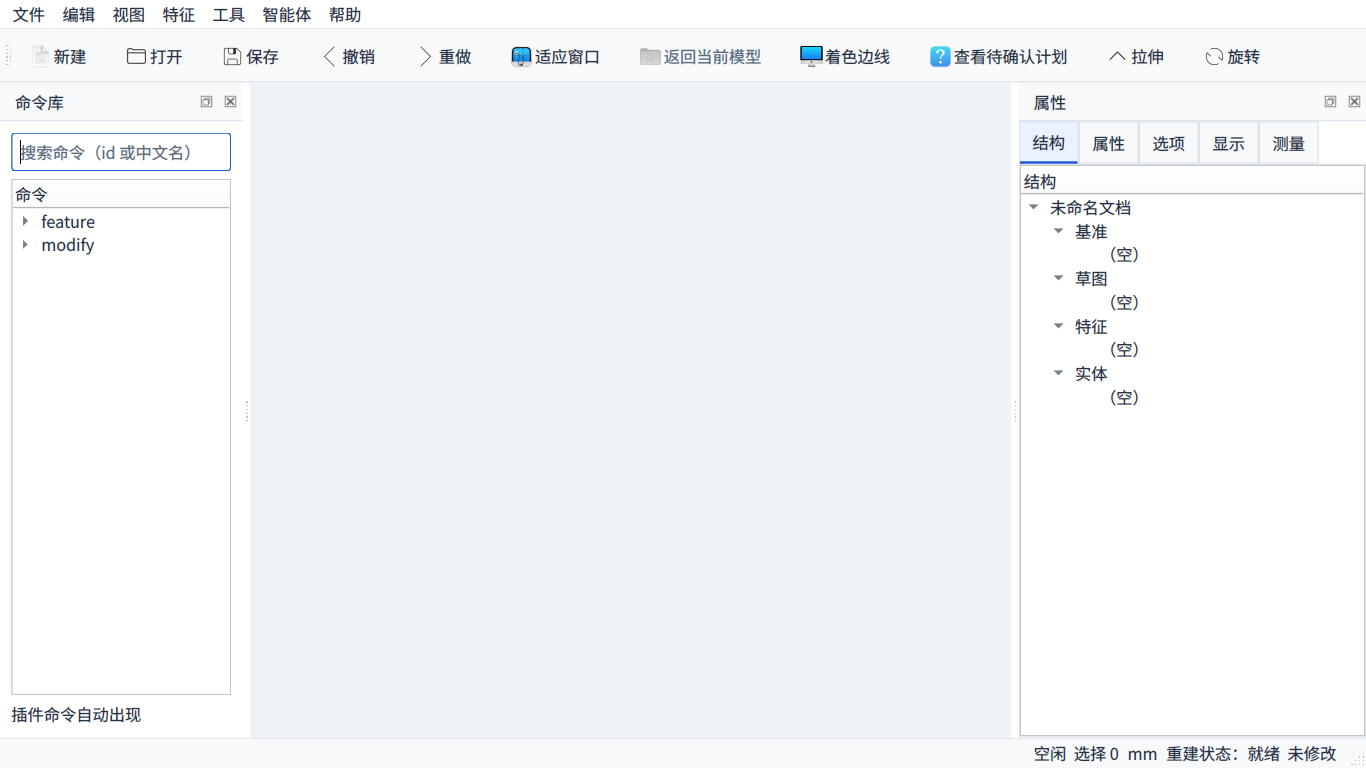 文件 编辑 视图 特征 工具 智能体 帮助
新建 打开 保存 撤销 重做 适应窗口 返回当前模型 着色边线 查看待确认计划 拉伸 旋转
命令库
搜索命令（id 或中文名）
命令
feature
modify
插件命令自动出现
属性
结构 属性 选项 显示 测量
结构
未命名文档
基准
（空）
草图
（空）
特征
（空）
实体
（空）
空闲 选择 0 mm 重建状态：就绪 未修改